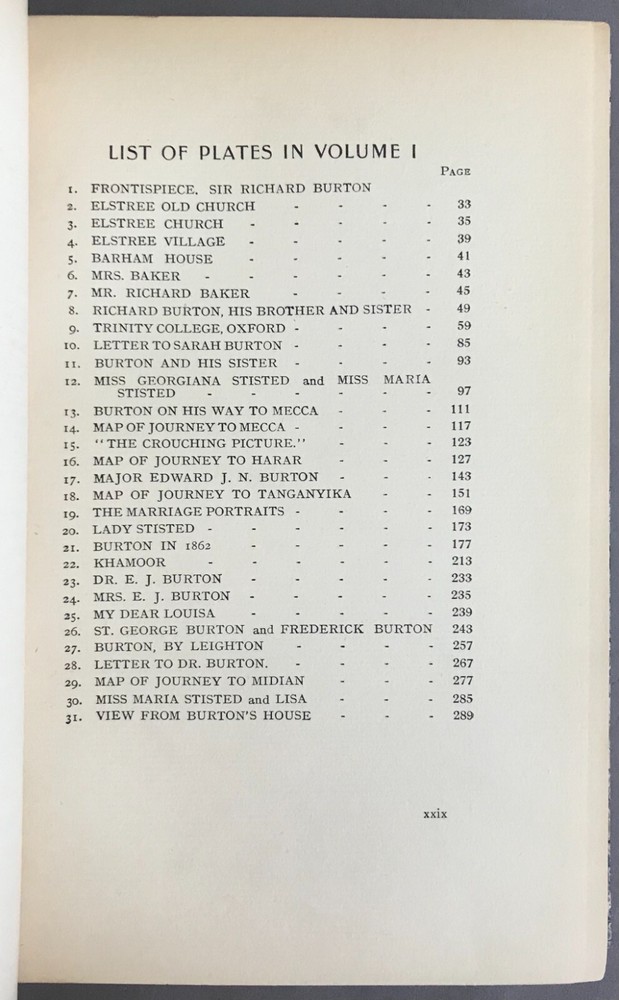 LIST OF PLATES IN VOLUME I
PAGE
1. FRONTISPIECE, SIR RICHARD BURTON
2. ELSTREE OLD CHURCH - - - - 33
3. ELSTREE CHURCH - - - - - 35
4. ELSTREE VILLAGE - - - - - 39
5. BARHAM HOUSE - - - - - 41
6. MRS. BAKER - - - - - - 43
7. MR. RICHARD BAKER - - - - 45
8. RICHARD BURTON, HIS BROTHER AND SISTER - 49
9. TRINITY COLLEGE, OXFORD - - - - 59
10. LETTER TO SARAH BURTON - - - - 85
11. BURTON AND HIS SISTER - - - - 93
12. MISS GEORGIANA STISTED and MISS MARIA
STISTED - - - - - - 97
13. BURTON ON HIS WAY TO MECCA - - - 111
14. MAP OF JOURNEY TO MECCA - - - - 117
15. "THE CROUCHING PICTURE." - - - 123
16. MAP OF JOURNEY TO HARAR - - - 127
17. MAJOR EDWARD J. N. BURTON - - - 143
18. MAP OF JOURNEY TO TANGANYIKA - - 151
19. THE MARRIAGE PORTRAITS - - - - 169
20. LADY STISTED - - - - - - 173
21. BURTON IN 1862 - - - - - 177
22. KHAMOOR - - - - - - 213
23. DR. E. J. BURTON - - - - - 233
24. MRS. E. J. BURTON - - - - - 235
25. MY DEAR LOUISA - - - - - 239
26. ST. GEORGE BURTON and FREDERICK BURTON 243
27. BURTON, BY LEIGHTON - - - - 257
28. LETTER TO DR. BURTON. - - - - 267
29. MAP OF JOURNEY TO MIDIAN - - - 277
30. MISS MARIA STISTED and LISA - - - 285
31. VIEW FROM BURTON'S HOUSE - - - 289
xxix